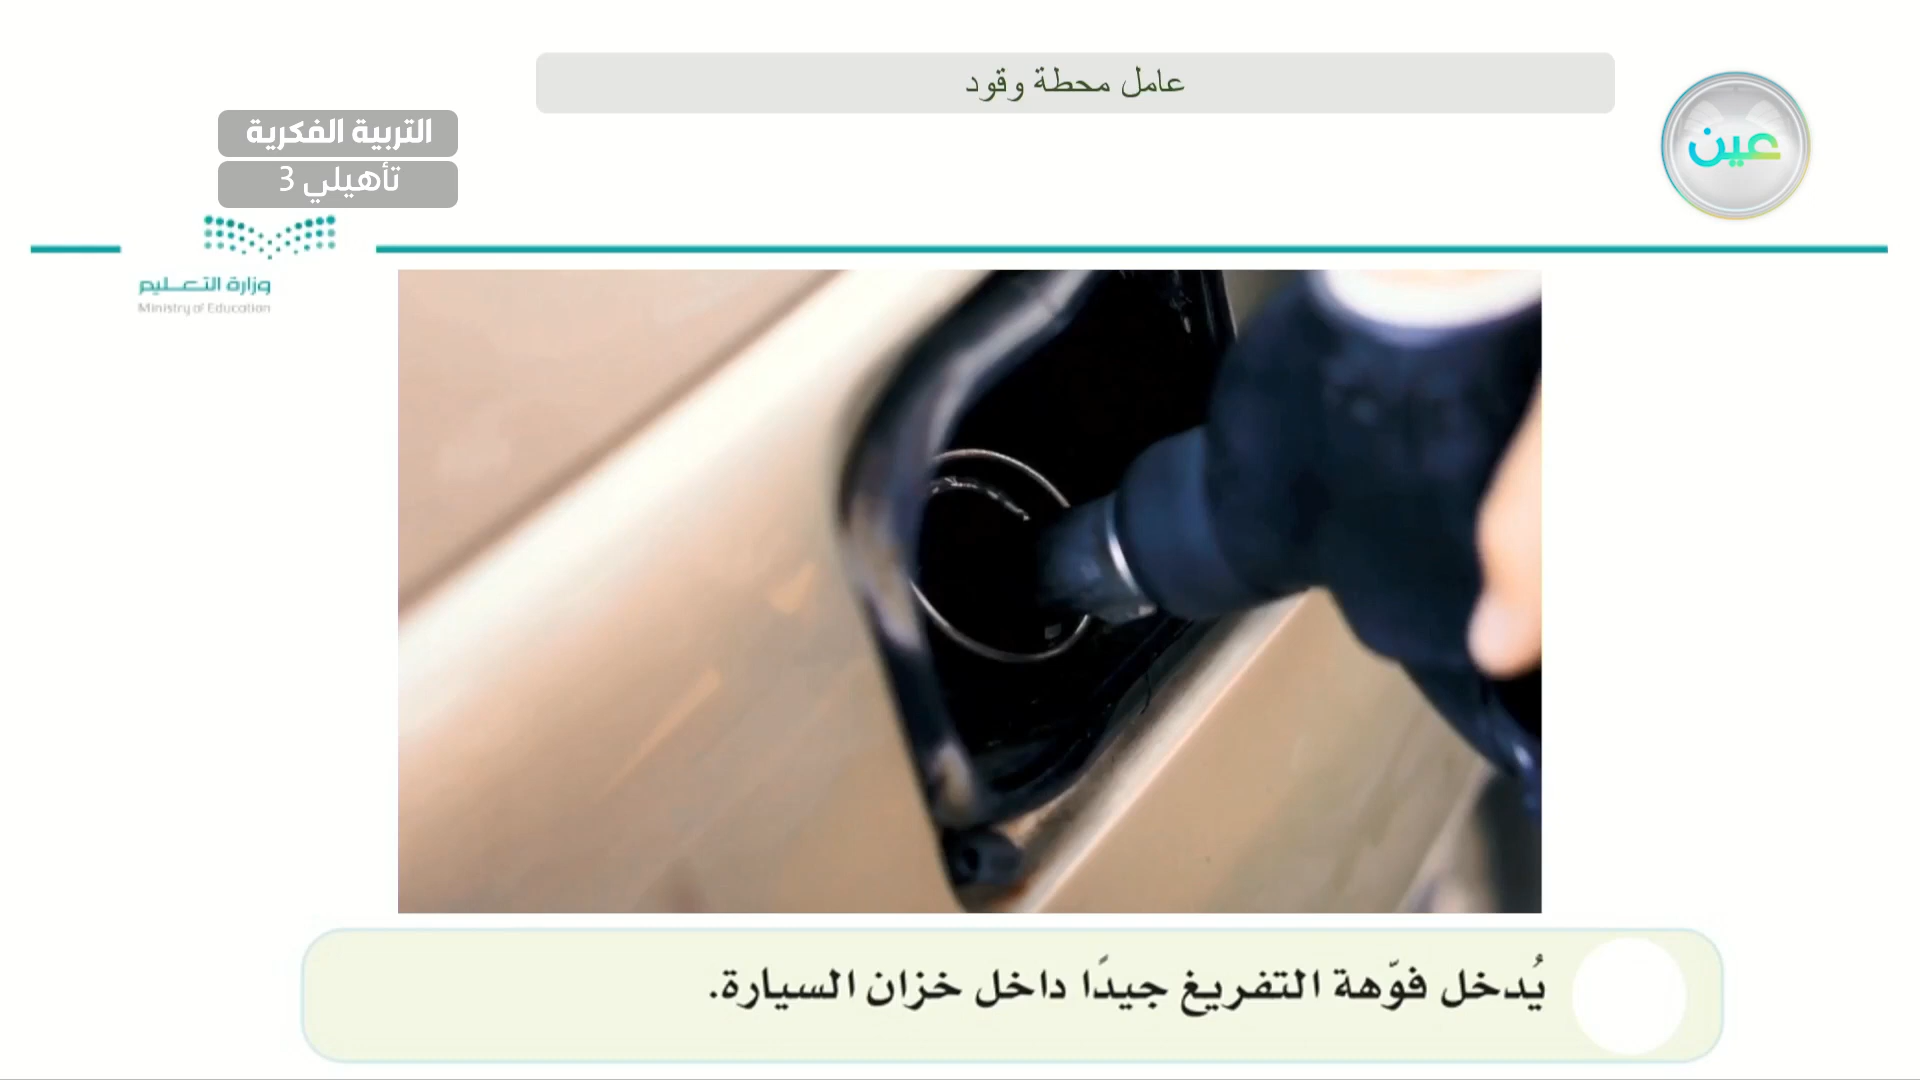 عامل محطة وقود
عين
التربية الفكرية
تأهيلي 3
وزارة التعليم
Ministry of Education
يُدخل فوّهة التفريغ جيدًا داخل خزان السيارة.